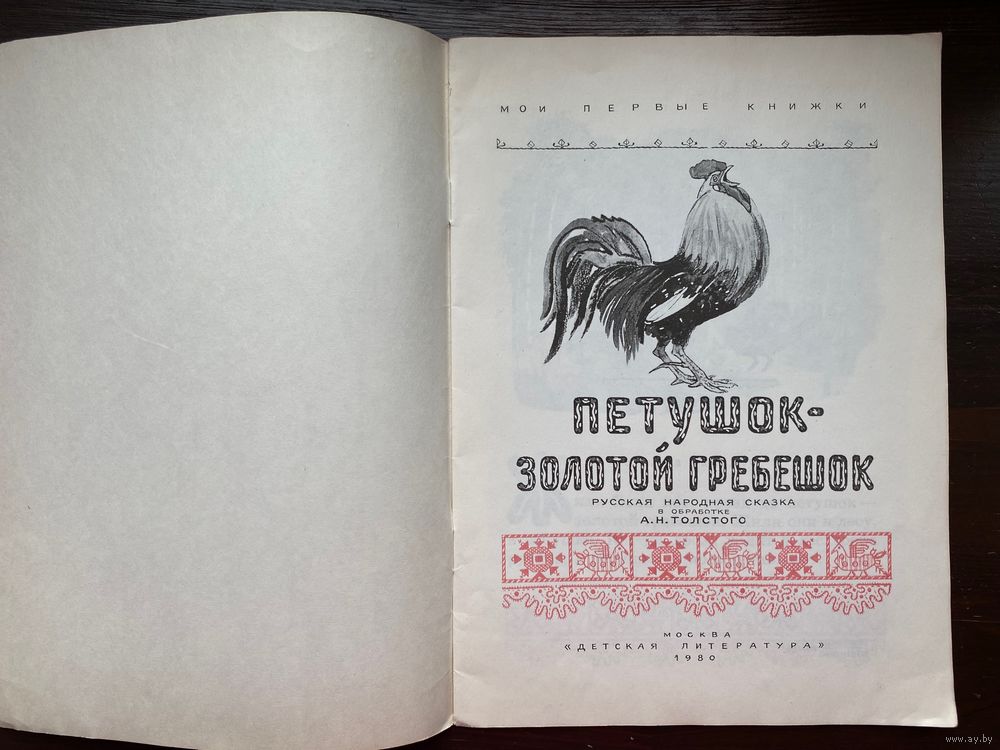 МОИ ПЕРВЫЕ КНИЖКИ
ПЕТУШОК-
ЗОЛОТОЙ ГРЕБЕШОК
РУССКАЯ НАРОДНАЯ СКАЗКА
В ОБРАБОТКЕ
А.Н.ТОЛСТОГО
МОСКВА
«ДЕТСКАЯ ЛИТЕРАТУРА»
1980
www.ay.by